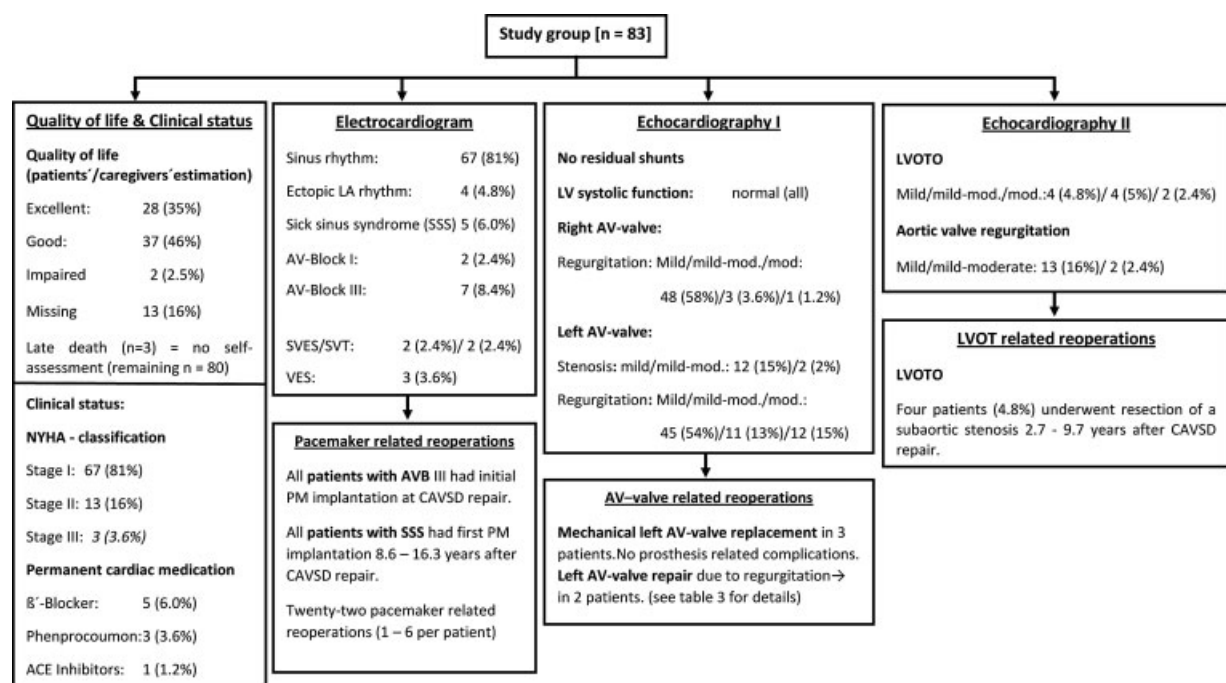 Study group [n = 83]
Quality of life & Clinical status
Quality of life
(patients´/caregivers´estimation)
Excellent: 28 (35%)
Good: 37 (46%)
Impaired 2 (2.5%)
Missing 13 (16%)
Late death (n=3) = no self-
assessment (remaining n = 80)
Clinical status:
NYHA - classification
Stage I: 67 (81%)
Stage II: 13 (16%)
Stage III: 3 (3.6%)
Permanent cardiac medication
ß´-Blocker: 5 (6.0%)
Phenprocoumon:3 (3.6%)
ACE Inhibitors: 1 (1.2%)
Electrocardiogram
Sinus rhythm: 67 (81%)
Ectopic LA rhythm: 4 (4.8%)
Sick sinus syndrome (SSS) 5 (6.0%)
AV-Block I: 2 (2.4%)
AV-Block III: 7 (8.4%)
SVES/SVT: 2 (2.4%)/ 2 (2.4%)
VES: 3 (3.6%)
Pacemaker related reoperations
All patients with AVB III had initial
PM implantation at CAVSD repair.
All patients with SSS had first PM
implantation 8.6 – 16.3 years after
CAVSD repair.
Twenty-two pacemaker related
reoperations (1 – 6 per patient)
Echocardiography I
No residual shunts
LV systolic function: normal (all)
Right AV-valve:
Regurgitation: Mild/mild-mod./mod:
48 (58%)/3 (3.6%)/1 (1.2%)
Left AV-valve:
Stenosis: mild/mild-mod.: 12 (15%)/2 (2%)
Regurgitation: Mild/mild-mod./mod.:
45 (54%)/11 (13%)/12 (15%)
AV–valve related reoperations
Mechanical left AV-valve replacement in 3
patients.No prosthesis related complications.
Left AV-valve repair due to regurgitation→
in 2 patients. (see table 3 for details)
Echocardiography II
LVOTO
Mild/mild-mod./mod.:4 (4.8%)/ 4 (5%)/ 2 (2.4%)
Aortic valve regurgitation
Mild/mild-moderate: 13 (16%)/ 2 (2.4%)
LVOT related reoperations
LVOTO
Four patients (4.8%) underwent resection of a
subaortic stenosis 2.7 - 9.7 years after CAVSD
repair.